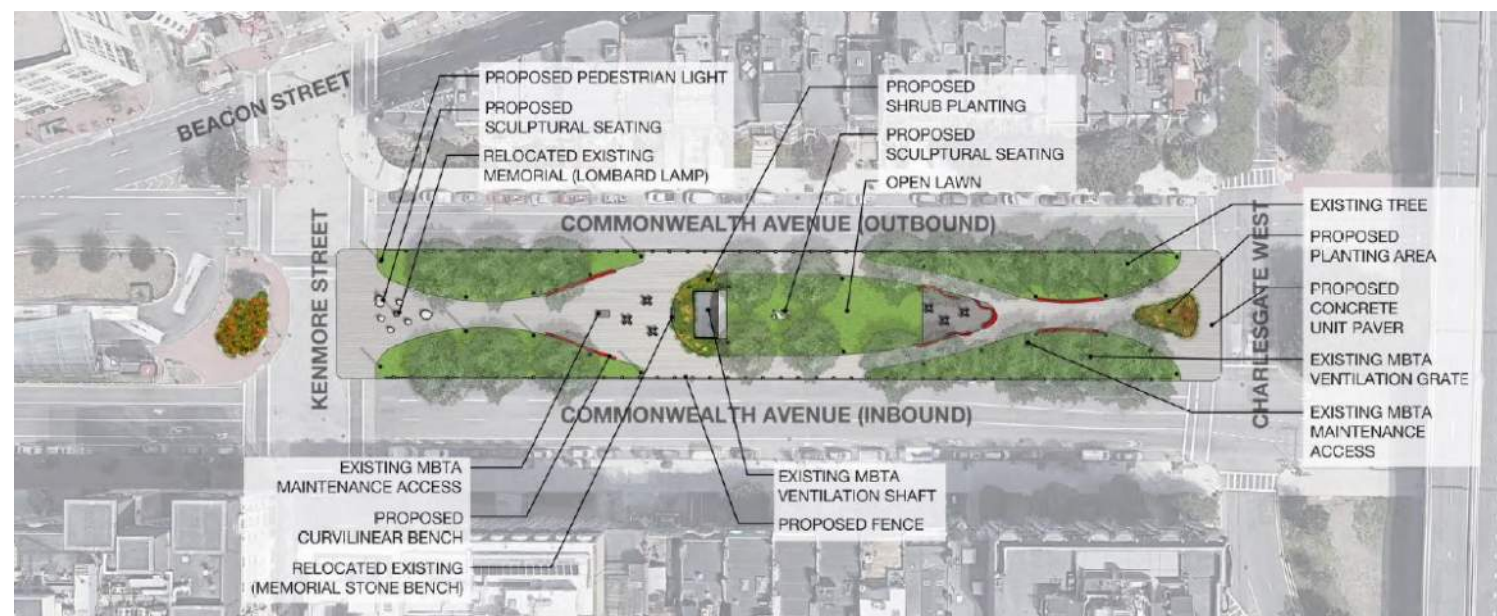 BEACON STREET
PROPOSED PEDESTRIAN LIGHT
PROPOSED
SCULPTURAL SEATING
RELOCATED EXISTING
MEMORIAL (LOMBARD LAMP)
PROPOSED
SHRUB PLANTING
PROPOSED
SCULPTURAL SEATING
OPEN LAWN
COMMONWEALTH AVENUE (OUTBOUND)
KENMORE STREET
CHARLESGATE WEST
EXISTING TREE
PROPOSED
PLANTING AREA
PROPOSED
CONCRETE
UNIT PAVER
EXISTING MBTA
VENTILATION GRATE
EXISTING MBTA
MAINTENANCE
ACCESS
COMMONWEALTH AVENUE (INBOUND)
EXISTING MBTA
MAINTENANCE ACCESS
PROPOSED
CURVILINEAR BENCH
RELOCATED EXISTING
(MEMORIAL STONE BENCH)
EXISTING MBTA
VENTILATION SHAFT
PROPOSED FENCE